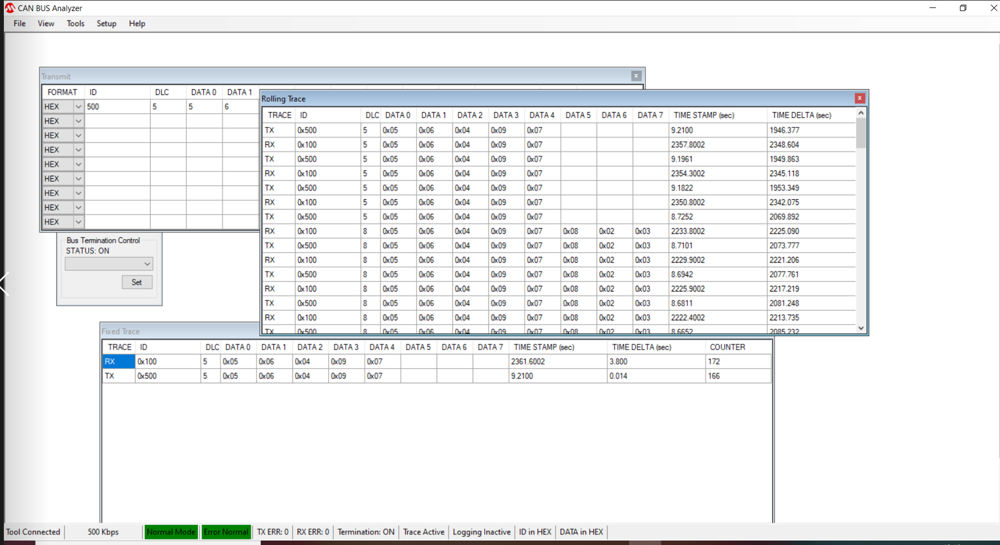 CAN BUS Analyzer
File View Tools Setup Help
Transmit
FORMAT ID DLC DATA 0 DATA 1
HEX 500 5 5 6
HEX
HEX
HEX
HEX
HEX
HEX
HEX
HEX
Rolling Trace
TRACE ID DLC DATA 0 DATA 1 DATA 2 DATA 3 DATA 4 DATA 5 DATA 6 DATA 7 TIME STAMP (sec) TIME DELTA (sec)
TX 0x500 5 0x05 0x06 0x04 0x09 0x07 9.2100 1946.377
RX 0x100 5 0x05 0x06 0x04 0x09 0x07 2357.8002 2348.604
TX 0x500 5 0x05 0x06 0x04 0x09 0x07 9.1961 1949.863
RX 0x100 5 0x05 0x06 0x04 0x09 0x07 2354.3002 2345.118
TX 0x500 5 0x05 0x06 0x04 0x09 0x07 9.1822 1953.349
RX 0x100 5 0x05 0x06 0x04 0x09 0x07 2350.8002 2342.075
TX 0x500 5 0x05 0x06 0x04 0x09 0x07 8.7252 2069.892
RX 0x100 8 0x05 0x06 0x04 0x09 0x07 0x08 0x02 0x03 2233.8002 2225.090
TX 0x500 8 0x05 0x06 0x04 0x09 0x07 0x08 0x02 0x03 8.7101 2073.777
RX 0x100 8 0x05 0x06 0x04 0x09 0x07 0x08 0x02 0x03 2229.9002 2221.206
TX 0x500 8 0x05 0x06 0x04 0x09 0x07 0x08 0x02 0x03 8.6942 2077.761
RX 0x100 8 0x05 0x06 0x04 0x09 0x07 0x08 0x02 0x03 2225.9002 2217.219
TX 0x500 8 0x05 0x06 0x04 0x09 0x07 0x08 0x02 0x03 8.6811 2081.248
RX 0x100 8 0x05 0x06 0x04 0x09 0x07 0x08 0x02 0x03 2222.4002 2213.735
TX 0x500 8 0x05 0x06 0x04 0x09 0x07 0x08 0x02 0x03 8.6652 2085.232
Bus Termination Control
STATUS: ON
Set
Fixed Trace
TRACE ID DLC DATA 0 DATA 1 DATA 2 DATA 3 DATA 4 DATA 5 DATA 6 DATA 7 TIME STAMP (sec) TIME DELTA (sec) COUNTER
RX 0x100 5 0x05 0x06 0x04 0x09 0x07 2361.6002 3.800 172
TX 0x500 5 0x05 0x06 0x04 0x09 0x07 9.2100 0.014 166
Tool Connected 500 Kbps Normal Mode Error Normal TX ERR: 0 RX ERR: 0 Termination: ON Trace Active Logging Inactive ID in HEX DATA in HEX